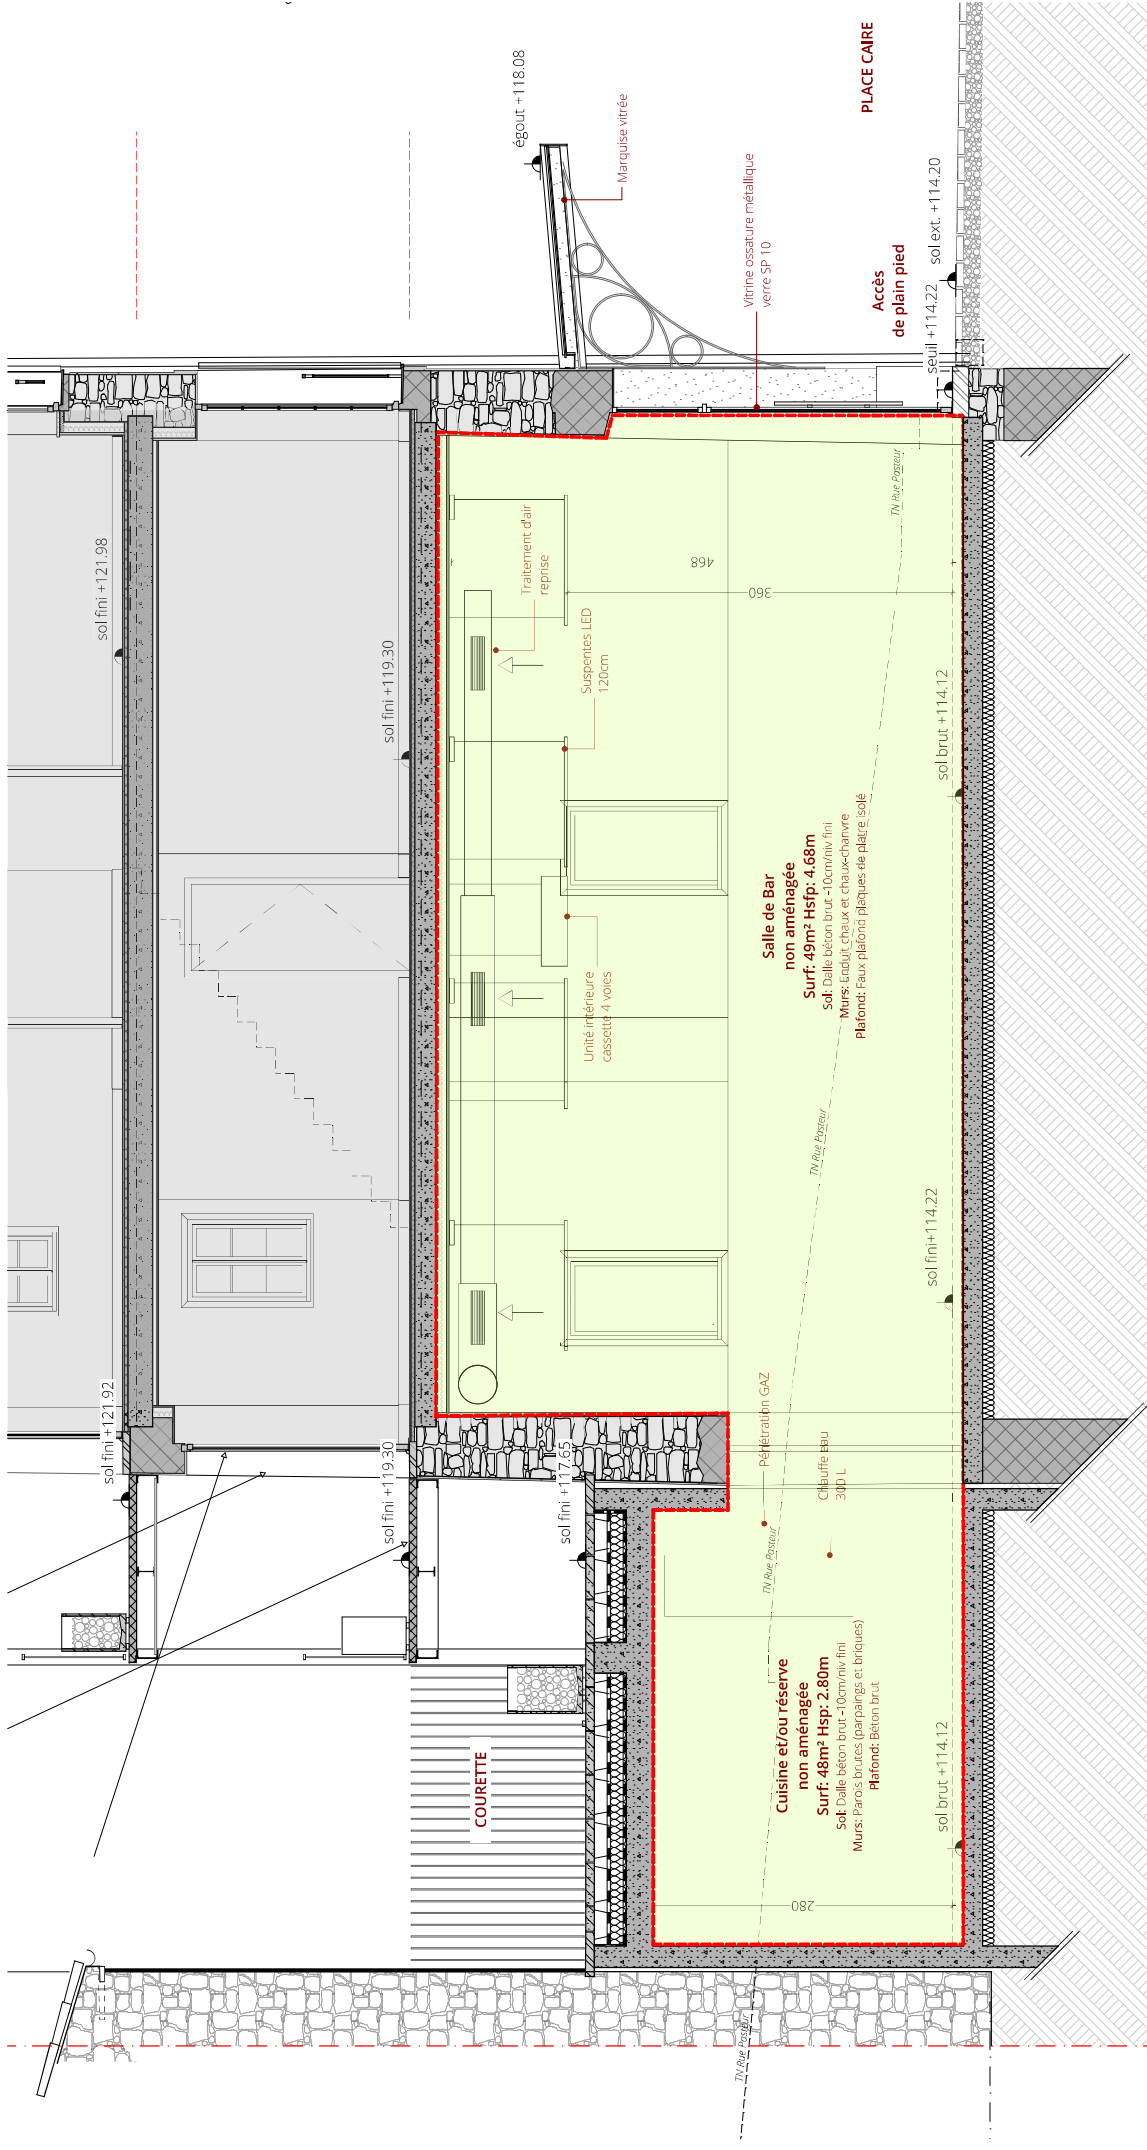 PLACE CAIRE
égout +118.08
Marquise vitrée
Vitrine ossature métallique
verre SP 10
Accès
de plain pied
seuil +114.22
sol ext. +114.20
sol fini +121.98
sol fini +119.30
Traitement d'air
reprise
Suspentes LED
120cm
468
360
TN Rue Pasteur
sol brut +114.12
Salle de Bar
non aménagée
Surf: 49m² Hsfp: 4.68m
Sol: Dalle béton brut -10cm/niv fini
Murs: Enduit chaux et chaux-chanvre
Plafond: Faux plafond plaques de platre isolé
Unité intérieure
cassette 4 voies
TN Rue Pasteur
sol fini+114.22
sol fini +121.92
sol fini +119.30
sol fini +117.65
Pénétration GAZ
Chauffe eau
300 L
TN Rue Pasteur
COURETTE
Cuisine et/ou réserve
non aménagée
Surf: 48m² Hsp: 2.80m
Sol: Dalle béton brut -10cm/niv fini
Murs: Parois brutes (parpaings et briques)
Plafond: Béton brut
sol brut +114.12
280
TN Rue Pasteur